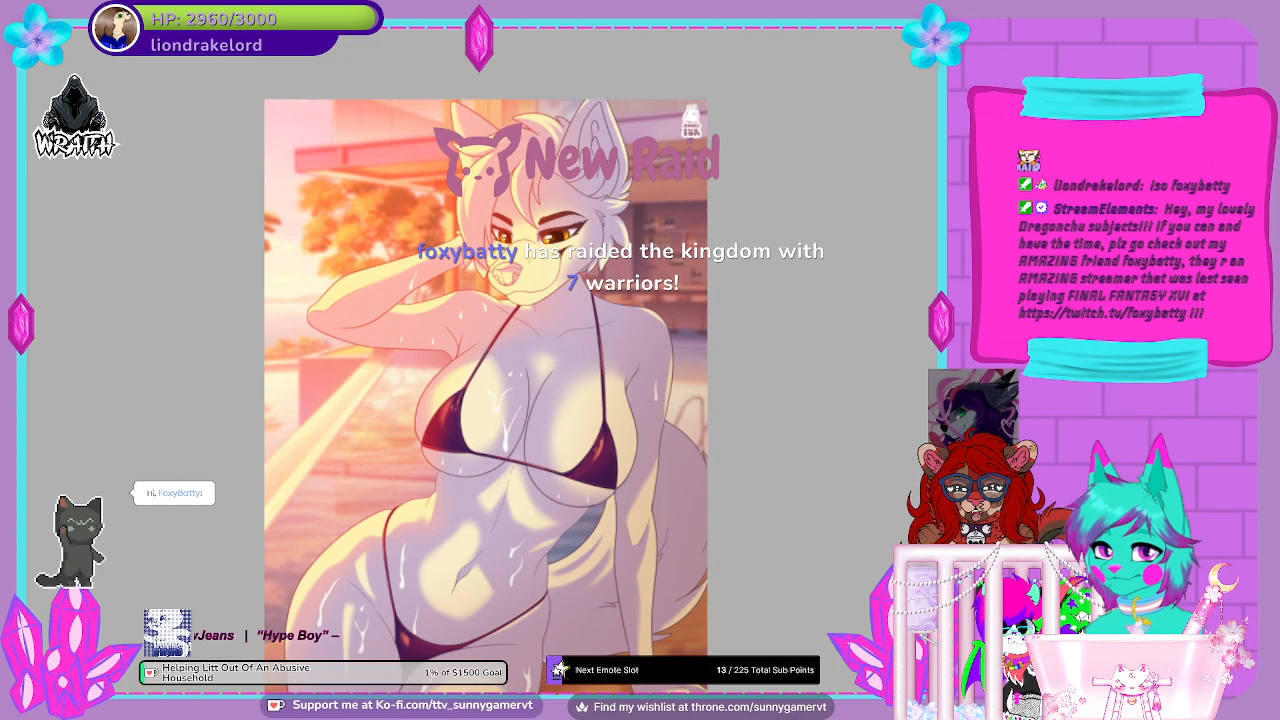 HP: 2960/3000
liondrakelord
WRATH
New Raid
foxybatty has raided the kingdom with
7 warriors!
RAID
liondrakelord: !so foxybatty
StreamElements: Hey, my lovely
Dragonchu subjects!!! If you can and
have the time, plz go check out my
AMAZING friend foxybatty, they r an
AMAZING streamer that was last seen
playing FINAL FANTASY XVI at
https://twitch.tv/foxybatty !!!
Hi, FoxyBatty!
Jeans | “Hype Boy” –
Helping Litt Out Of An Abusive
Household
1% of $1500 Goal
Next Emote Slot
13 / 225 Total Sub Points
Support me at Ko-fi.com/ttv_sunnygamervt
Find my wishlist at throne.com/sunnygamervt